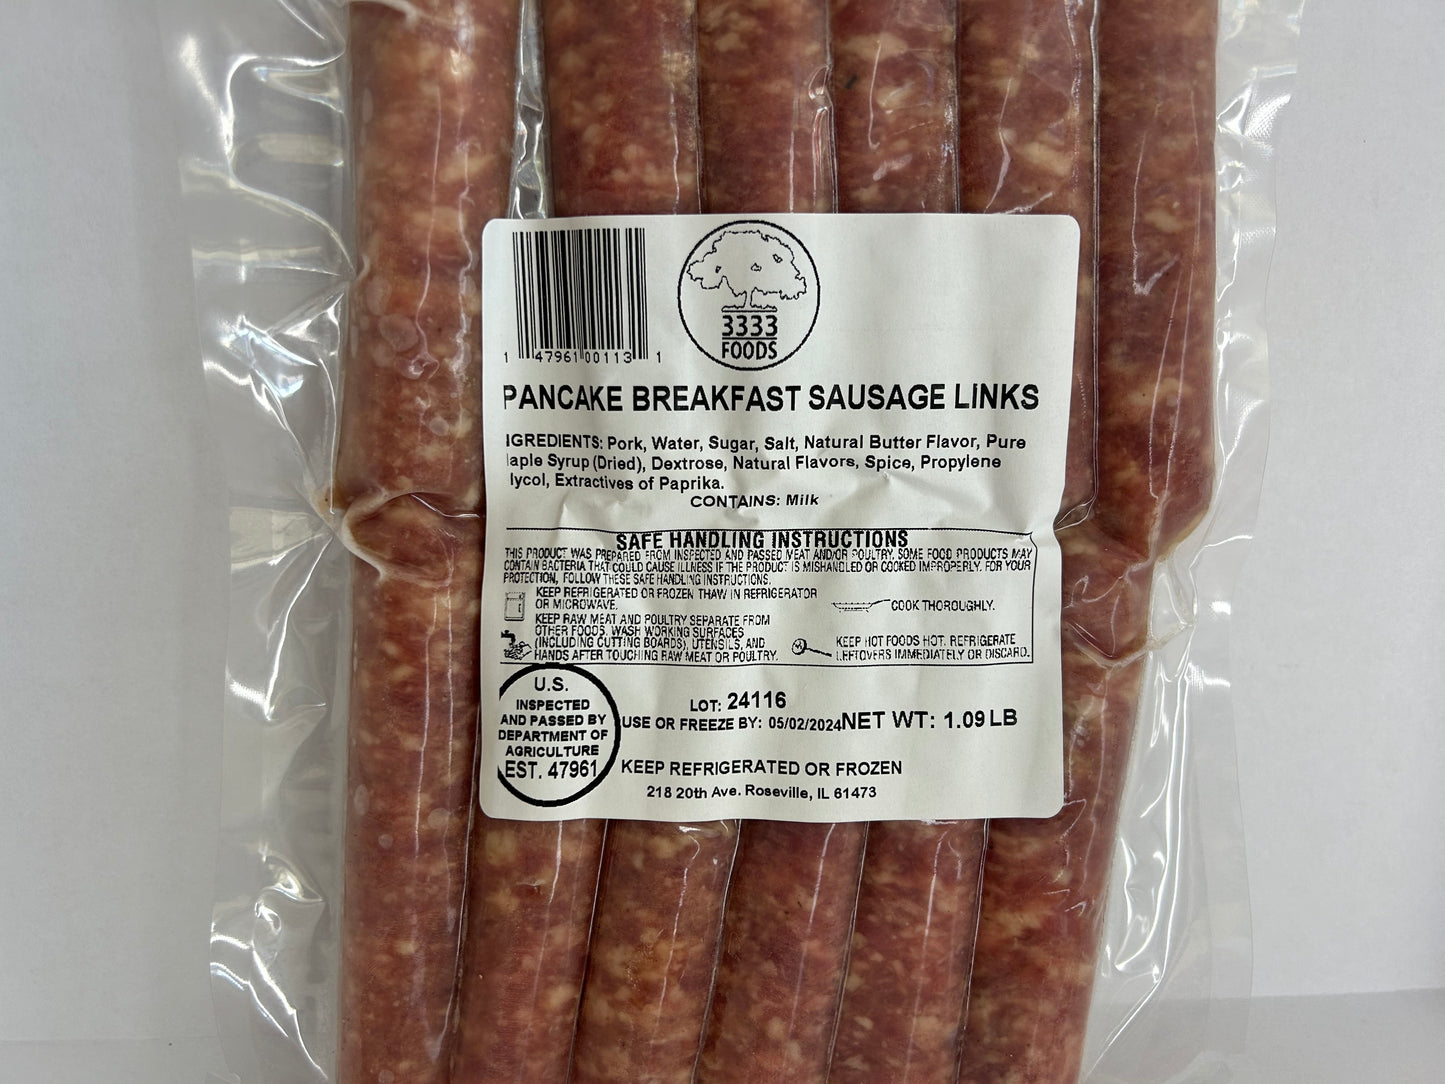 1 47961 00113 1
3333
FOODS
PANCAKE BREAKFAST SAUSAGE LINKS
IGREDIENTS: Pork, Water, Sugar, Salt, Natural Butter Flavor, Pure
aple Syrup (Dried), Dextrose, Natural Flavors, Spice, Propylene
lycol, Extractives of Paprika.
CONTAINS: Milk
SAFE HANDLING INSTRUCTIONS
THIS PRODUCT WAS PREPARED FROM INSPECTED AND PASSED MEAT AND/OR POULTRY. SOME FOOD PRODUCTS MAY
CONTAIN BACTERIA THAT COULD CAUSE ILLNESS IF THE PRODUCT IS MISHANDLED OR COOKED IMPROPERLY. FOR YOUR
PROTECTION, FOLLOW THESE SAFE HANDLING INSTRUCTIONS.
KEEP REFRIGERATED OR FROZEN THAW IN REFRIGERATOR
OR MICROWAVE.
COOK THOROUGHLY.
KEEP RAW MEAT AND POULTRY SEPARATE FROM
OTHER FOODS. WASH WORKING SURFACES
(INCLUDING CUTTING BOARDS), UTENSILS, AND
HANDS AFTER TOUCHING RAW MEAT OR POULTRY.
KEEP HOT FOODS HOT. REFRIGERATE
LEFTOVERS IMMEDIATELY OR DISCARD.
U.S.
INSPECTED
AND PASSED BY
DEPARTMENT OF
AGRICULTURE
EST. 47961
LOT: 24116
USE OR FREEZE BY: 05/02/2024
NET WT: 1.09 LB
KEEP REFRIGERATED OR FROZEN
218 20th Ave. Roseville, IL 61473